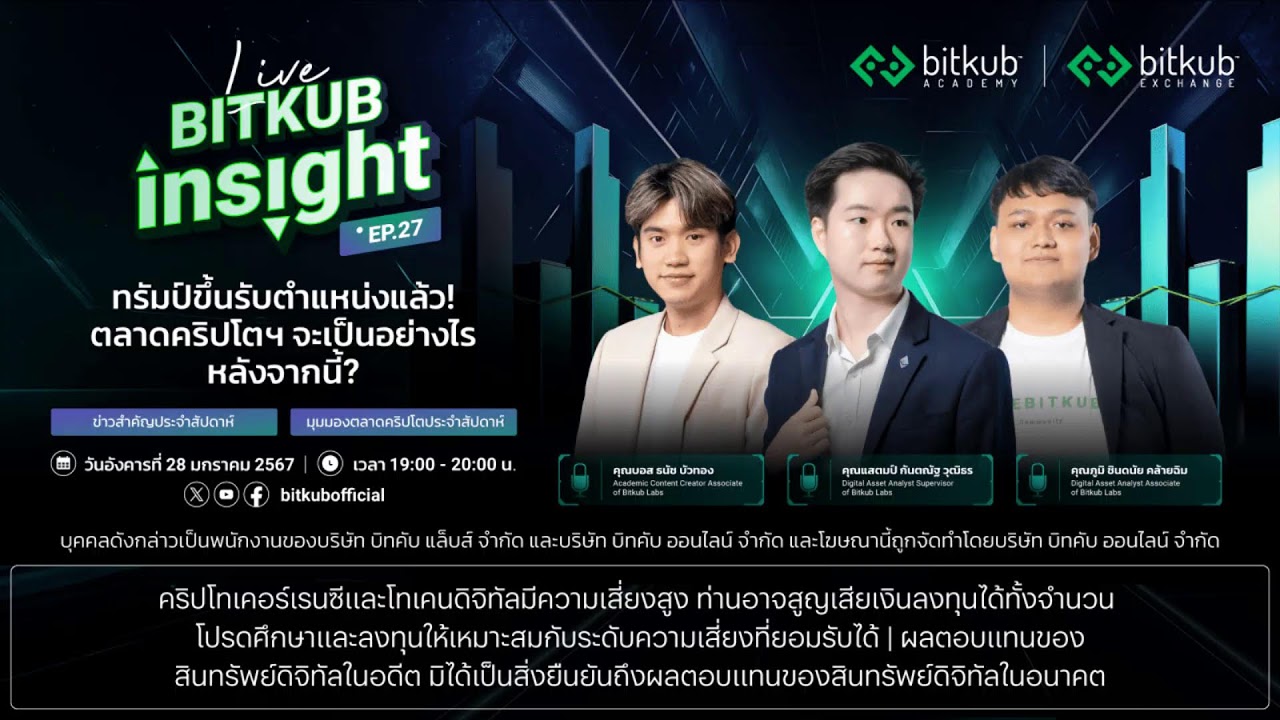 Live
BITKUB
insight
EP.27
bitkub
ACADEMY
bitkub
EXCHANGE
ทรัมป์ขึ้นรับตำแหน่งแล้ว!
ตลาดคริปโตฯ จะเป็นอย่างไร
หลังจากนี้?
ข่าวสำคัญประจำสัปดาห์
มุมมองตลาดคริปโตประจำสัปดาห์
วันอังคารที่ 28 มกราคม 2567 | เวลา 19:00 - 20:00 น.
bitkubofficial
EBITKUB
คุณบอส ธนัช บัวทอง
Academic Content Creator Associate
of Bitkub Labs
คุณแสตมป์ กันตณัฐ วุฒิธร
Digital Asset Analyst Supervisor
of Bitkub Labs
คุณภูมิ ชินดนัย คล้ายฉิม
Digital Asset Analyst Associate
of Bitkub Labs
บุคคลดังกล่าวเป็นพนักงานของบริษัท บิทคับ แล็บส์ จำกัด และบริษัท บิทคับ ออนไลน์ จำกัด และโฆษณานี้ถูกจัดทำโดยบริษัท บิทคับ ออนไลน์ จำกัด
คริปโทเคอร์เรนซีและโทเคนดิจิทัลมีความเสี่ยงสูง ท่านอาจสูญเสียเงินลงทุนได้ทั้งจำนวน
โปรดศึกษาและลงทุนให้เหมาะสมกับระดับความเสี่ยงที่ยอมรับได้ | ผลตอบแทนของ
สินทรัพย์ดิจิทัลในอดีต มิได้เป็นสิ่งยืนยันถึงผลตอบแทนของสินทรัพย์ดิจิทัลในอนาคต